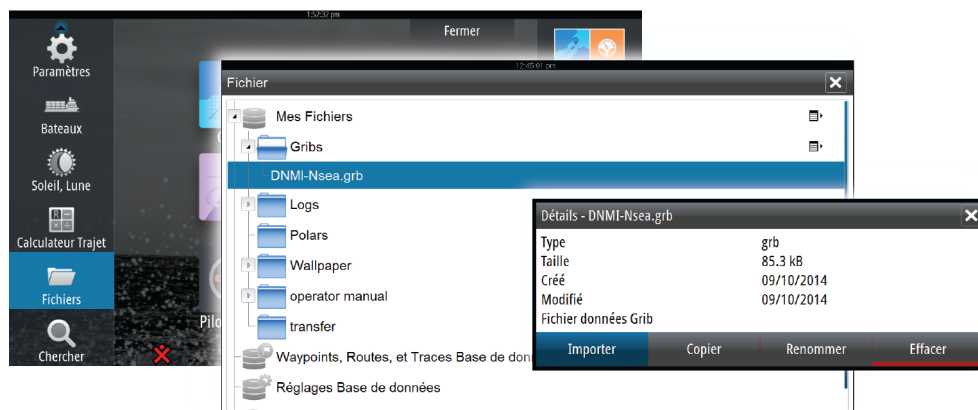 1:52:32 pm
Fermer
Paramètres
Bateaux
Soleil, Lune
Calculateur Trajet
Fichiers
Chercher
Pilo
12:45:01 pm
Fichier
Mes Fichiers
Gribs
DNMI-Nsea.grb
Logs
Polars
Wallpaper
operator manual
transfer
Waypoints, Routes, et Traces Base de don
Réglages Base de données
Détails - DNMI-Nsea.grb
Type grb
Taille 85.3 kB
Créé 09/10/2014
Modifié 09/10/2014
Fichier données Grib
Importer Copier Renommer Effacer